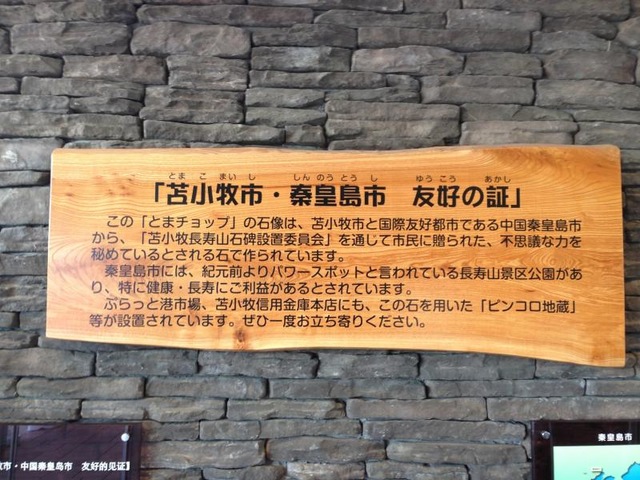 とまこまいし しんのうとうし ゆうこう あかし
「苫小牧市・秦皇島市 友好の証」
この「とまチョップ」の石像は、苫小牧市と国際友好都市である中国秦皇島市
から、「苫小牧長寿山石碑設置委員会」を通じて市民に贈られた、不思議な力を
秘めているとされる石で作られています。
秦皇島市には、紀元前よりパワースポットと言われている長寿山景区公園があ
り、特に健康・長寿にご利益があるとされています。
ぷらっと港市場、苫小牧信用金庫本店にも、この石を用いた「ピンコロ地蔵」
等が設置されています。ぜひ一度お立ち寄りください。
牧市・中国秦皇岛市 友好的见证】
秦皇島市